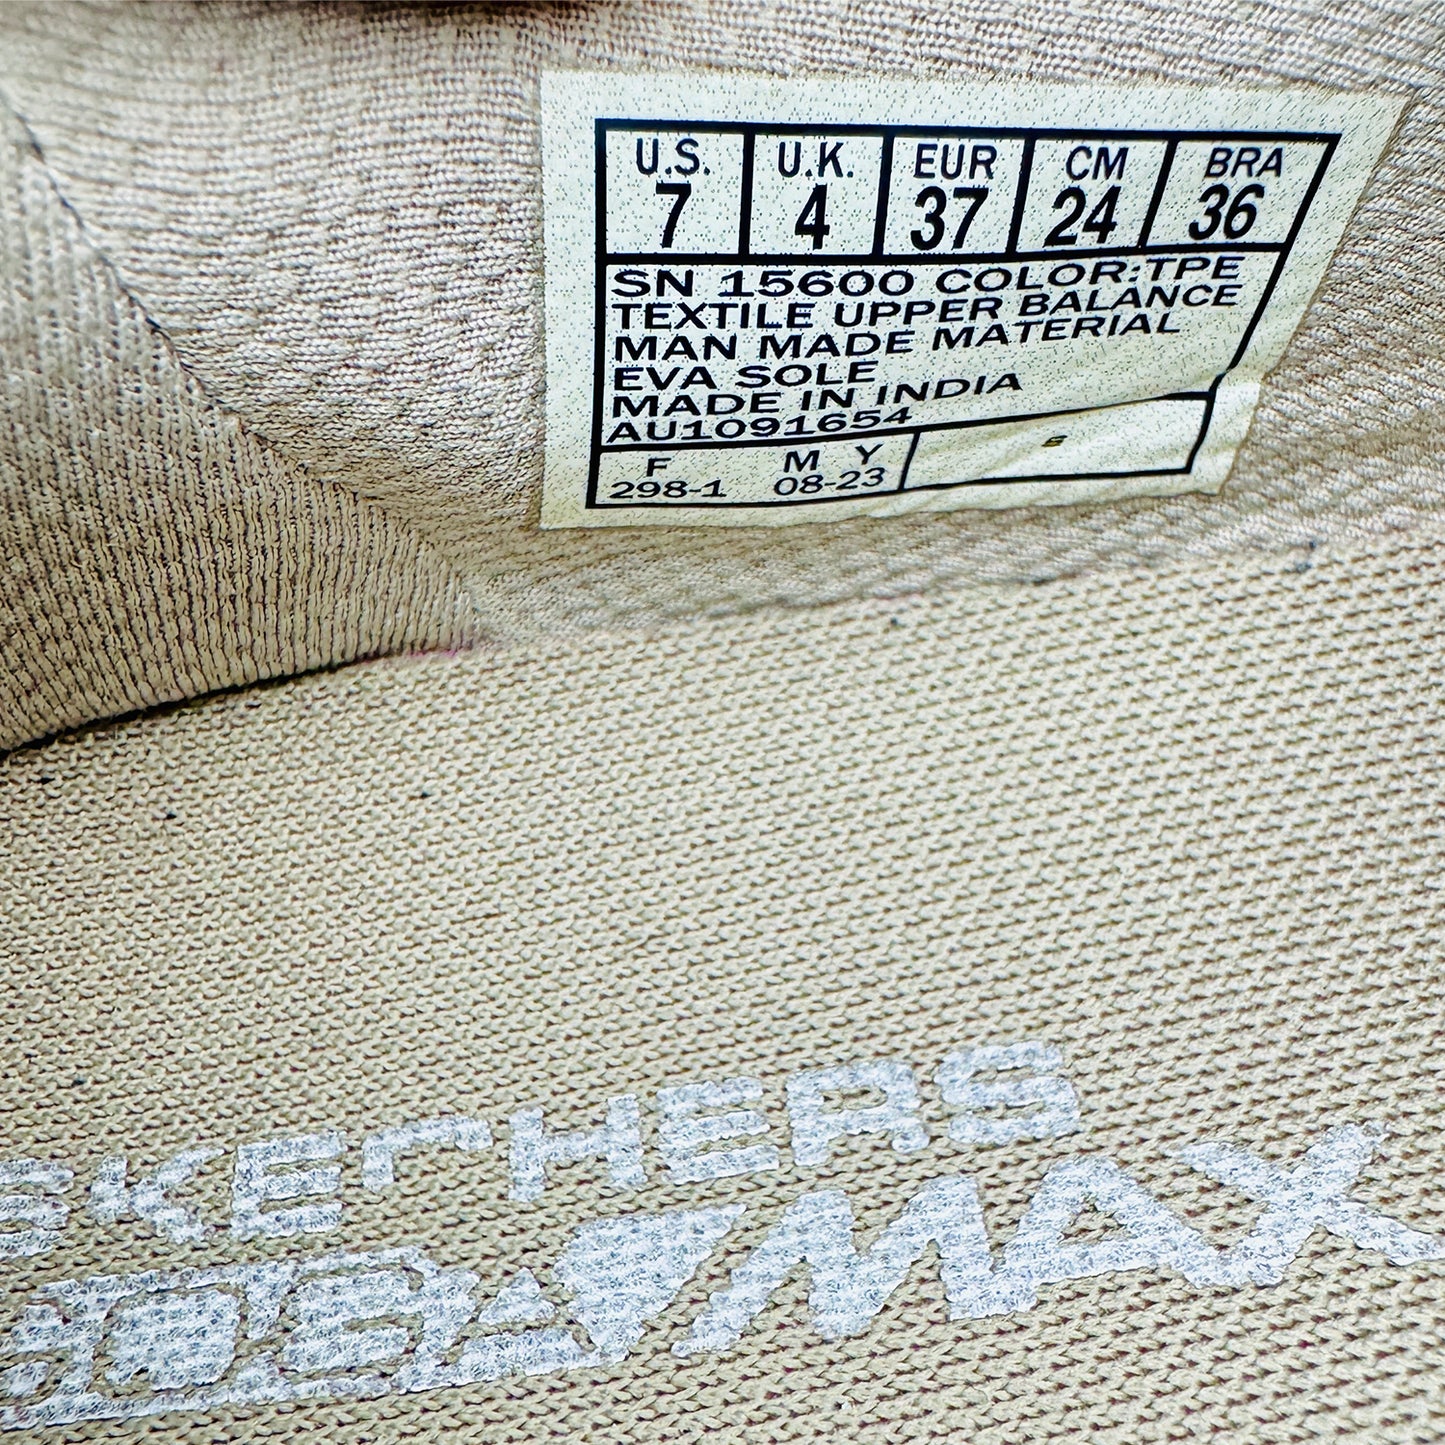 U.S. U.K. EUR CM BRA
7 4 37 24 36
SN 15600 COLOR:TPE
TEXTILE UPPER BALANCE
MAN MADE MATERIAL
EVA SOLE
MADE IN INDIA
AU1091654
F M Y
298-1 08-23
SKECHERS
MAX